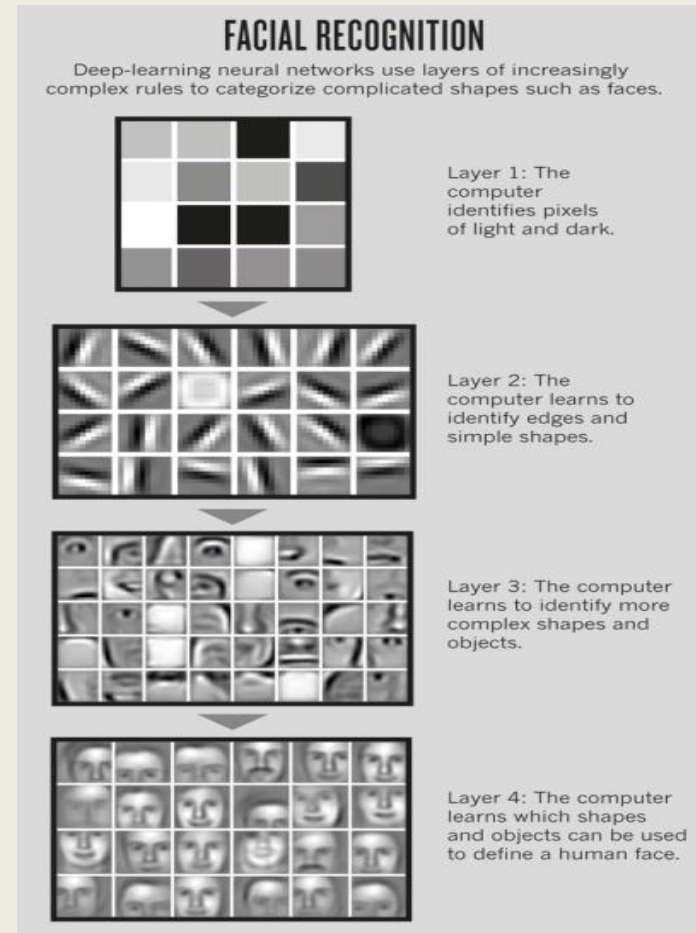 FACIAL RECOGNITION
Deep-learning neural networks use layers of increasingly
complex rules to categorize complicated shapes such as faces.
Layer 1: The
computer
identifies pixels
of light and dark.
Layer 2: The
computer learns to
identify edges and
simple shapes.
Layer 3: The computer
learns to identify more
complex shapes and
objects.
Layer 4: The computer
learns which shapes
and objects can be used
to define a human face.